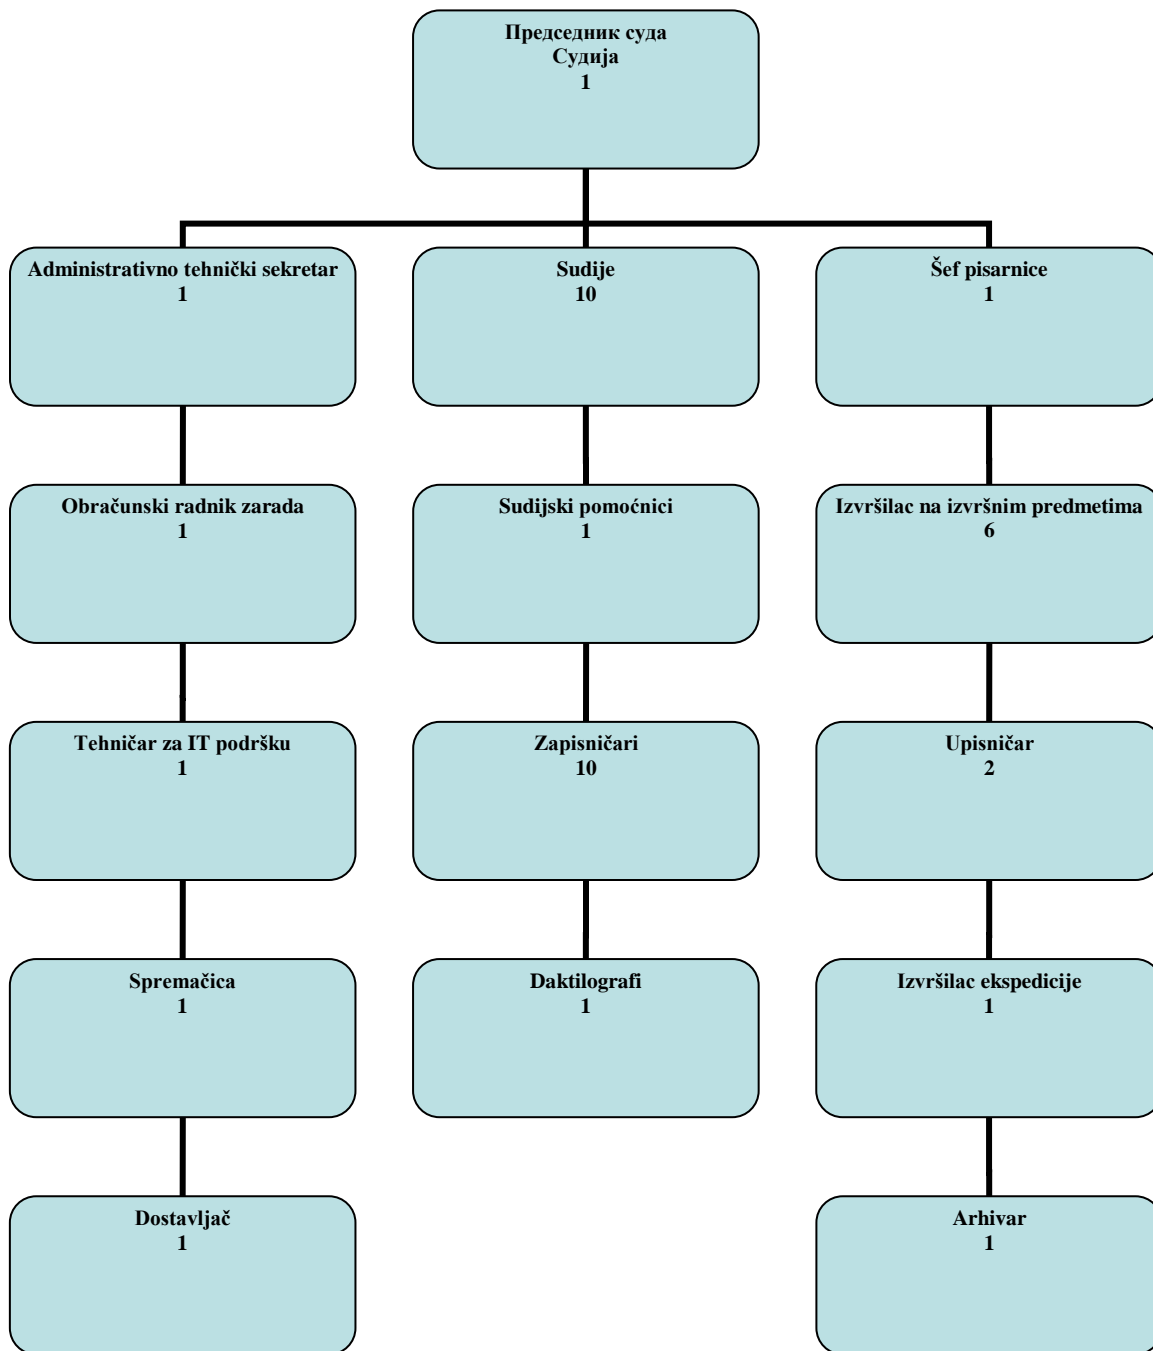 Председник суда
Судија
1
Administrativno tehnički sekretar
1
Sudije
10
Šef pisarnice
1
Obračunski radnik zarada
1
Sudijski pomoćnici
1
Izvršilac na izvršnim predmetima
6
Tehničar za IT podršku
1
Zapisničari
10
Upisničar
2
Spremačica
1
Daktilografi
1
Izvršilac ekspedicije
1
Dostavljač
1
Arhivar
1